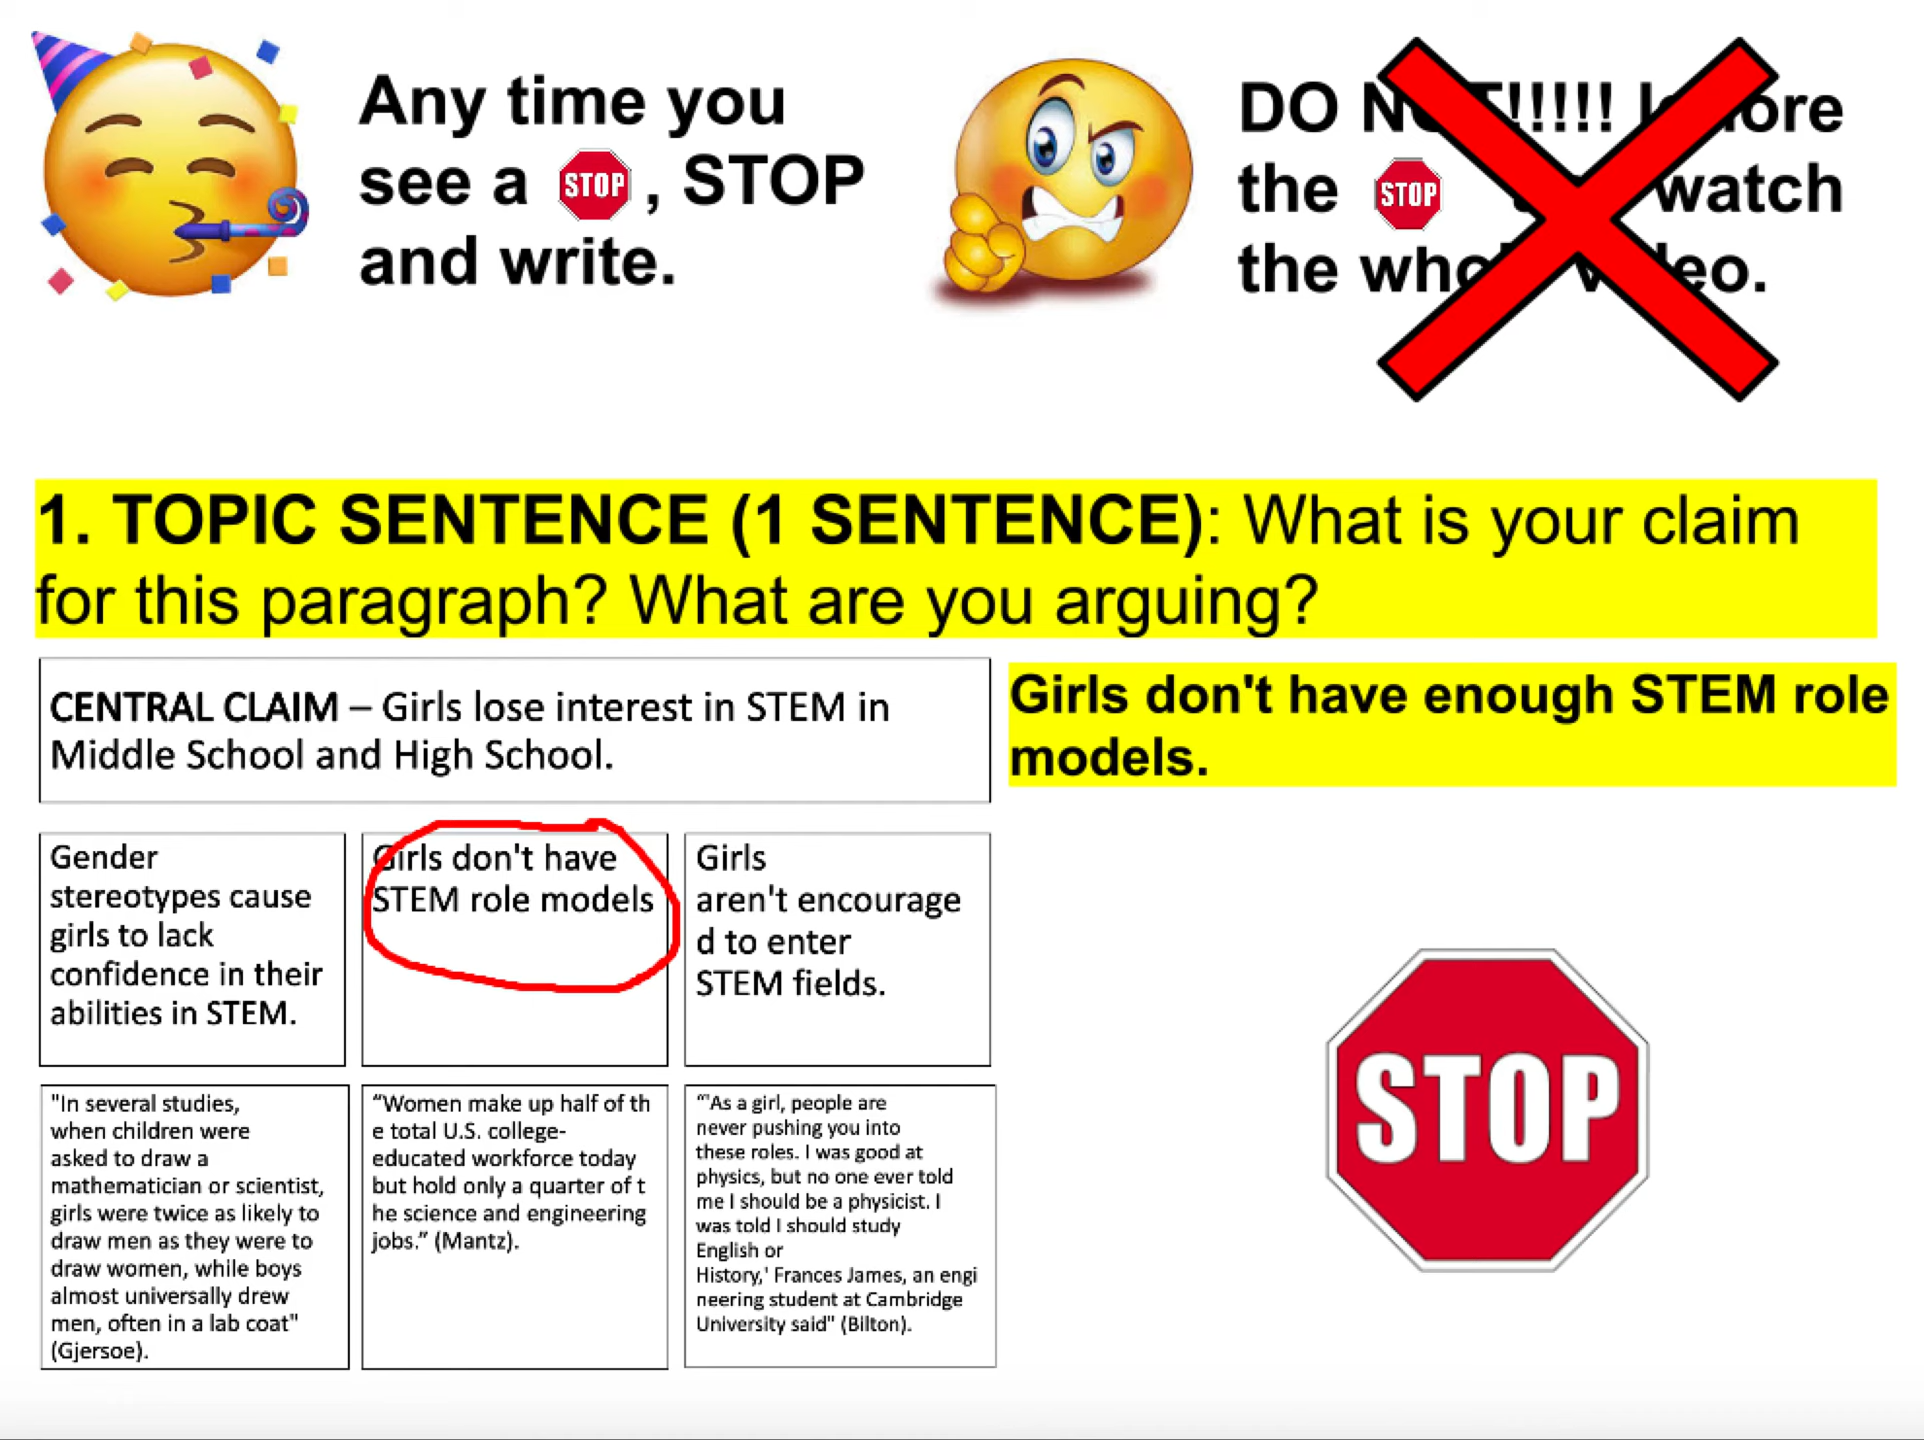 Any time you
see a STOP , STOP
and write.
DO NOT!!!!! Ignore
the STOP watch
the whole video.
1. TOPIC SENTENCE (1 SENTENCE): What is your claim
for this paragraph? What are you arguing?
CENTRAL CLAIM – Girls lose interest in STEM in
Middle School and High School.
Girls don't have enough STEM role
models.
Gender
stereotypes cause
girls to lack
confidence in their
abilities in STEM.
Girls don't have
STEM role models
Girls
aren't encourage
d to enter
STEM fields.
STOP
"In several studies,
when children were
asked to draw a
mathematician or scientist,
girls were twice as likely to
draw men as they were to
draw women, while boys
almost universally drew
men, often in a lab coat"
(Gjersoe).
“Women make up half of th
e total U.S. college-
educated workforce today
but hold only a quarter of t
he science and engineering
jobs.” (Mantz).
"'As a girl, people are
never pushing you into
these roles. I was good at
physics, but no one ever told
me I should be a physicist. I
was told I should study
English or
History,' Frances James, an engi
neering student at Cambridge
University said" (Bilton).